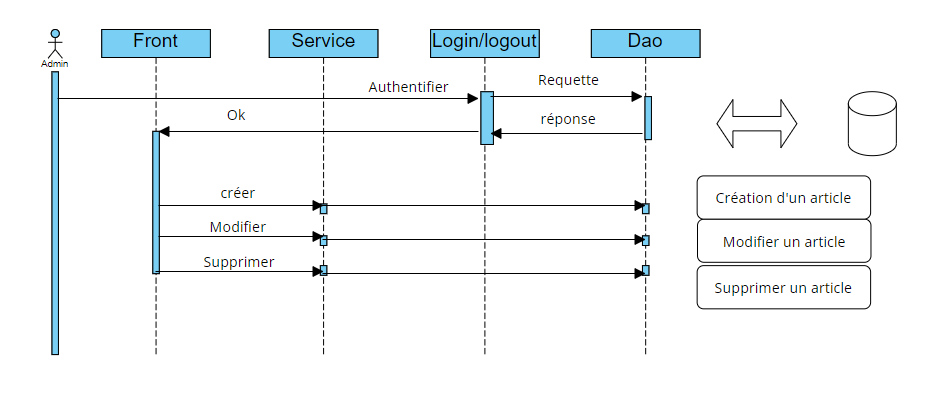 Front
Service
Login/logout
Dao
Admin
Authentifier
Requette
Ok
réponse
créer
Création d'un article
Modifier
Modifier un article
Supprimer
Supprimer un article